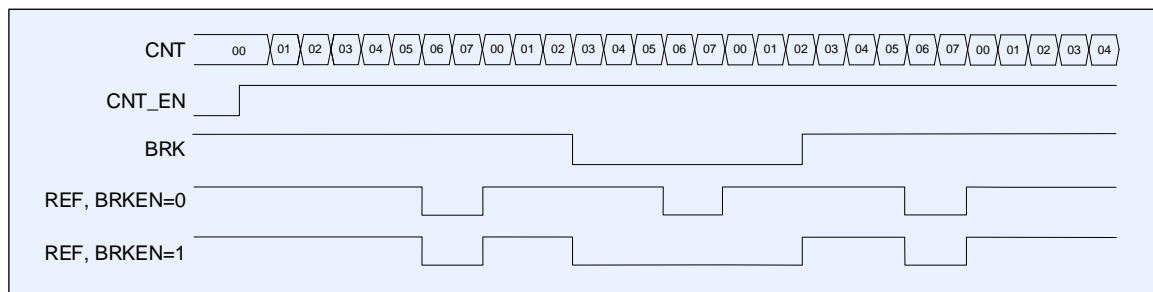 CNT 00 01 02 03 04 05 06 07 00 01 02 03 04 05 06 07 00 01 02 03 04 05 06 07 00 01 02 03 04
CNT_EN
BRK
REF, BRKEN=0
REF, BRKEN=1